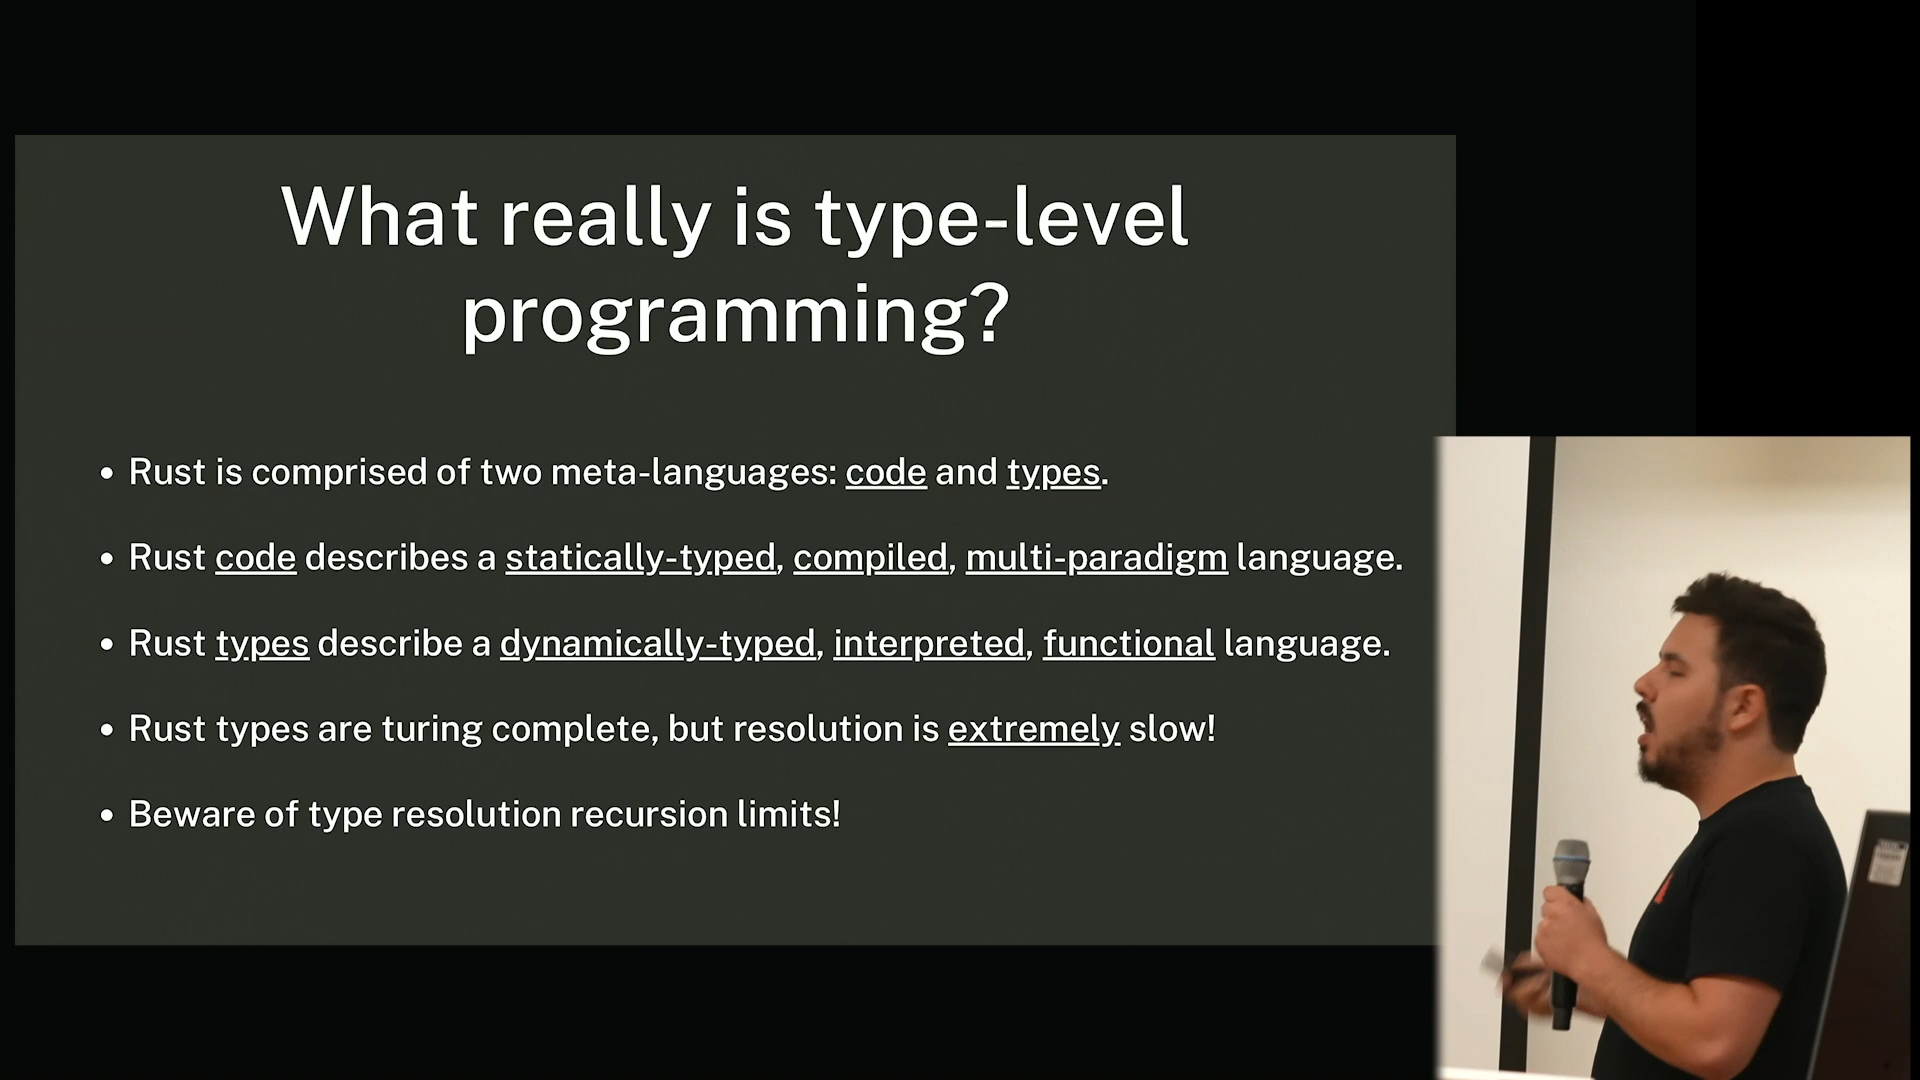 What really is type-level
programming?
• Rust is comprised of two meta-languages: code and types.
• Rust code describes a statically-typed, compiled, multi-paradigm language.
• Rust types describe a dynamically-typed, interpreted, functional language.
• Rust types are turing complete, but resolution is extremely slow!
• Beware of type resolution recursion limits!